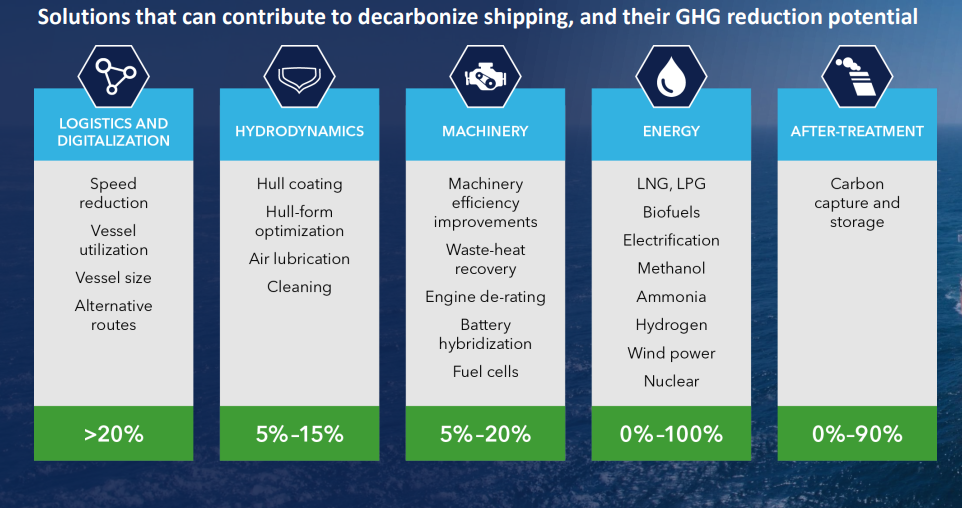 Solutions that can contribute to decarbonize shipping, and their GHG reduction potential
LOGISTICS AND
DIGITALIZATION
Speed
reduction
Vessel
utilization
Vessel size
Alternative
routes
>20%
HYDRODYNAMICS
Hull coating
Hull-form
optimization
Air lubrication
Cleaning
5%–15%
MACHINERY
Machinery
efficiency
improvements
Waste-heat
recovery
Engine de-rating
Battery
hybridization
Fuel cells
5%–20%
ENERGY
LNG, LPG
Biofuels
Electrification
Methanol
Ammonia
Hydrogen
Wind power
Nuclear
0%–100%
AFTER-TREATMENT
Carbon
capture and
storage
0%–90%